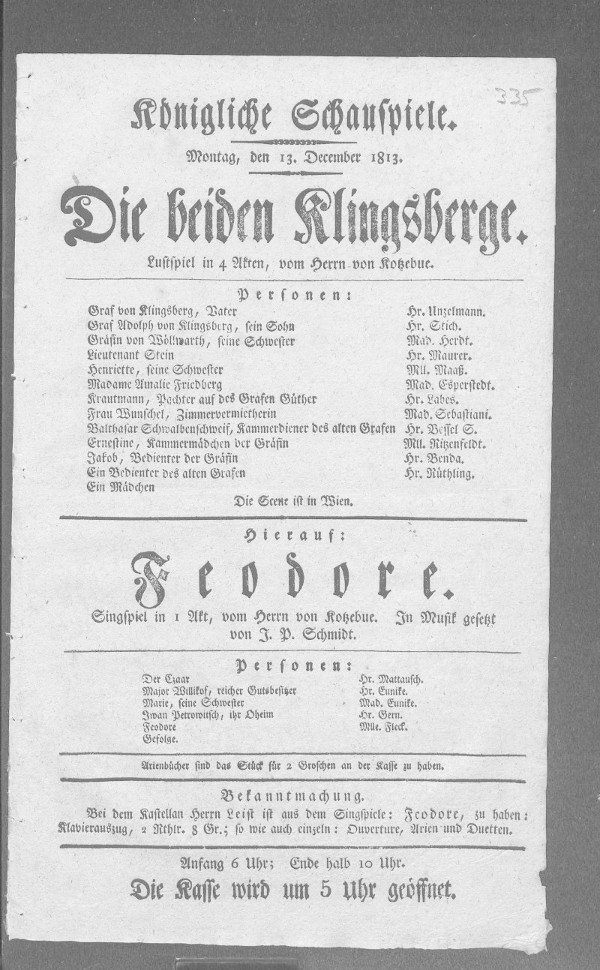 335
Königliche Schauspiele.
Montag, den 13. December 1813.
Die beiden Klingsberge.
Lustspiel in 4 Akten, vom Herrn von Kotzebue.
Personen:
Graf von Klingsberg, Vater Hr. Unzelmann.
Graf Adolph von Klingsberg, sein Sohn Hr. Stich.
Gräfin von Wöllwarth, seine Schwester Mad. Herdt.
Lieutenant Stein Hr. Maurer.
Henriette, seine Schwester Mll. Maaß.
Madame Amalie Friedberg Mad. Esperstedt.
Krautmann, Pachter auf des Grafen Güther Hr. Labes.
Frau Wunschel, Zimmervermietherin Mad. Sebastiani.
Balthasar Schwalbenschweif, Kammerdiener des alten Grafen Hr. Bessel S.
Ernestine, Kammermädchen der Gräfin Mll. Ritzenfeldt.
Jakob, Bedienter der Gräfin Hr. Benda.
Ein Bedienter des alten Grafen Hr. Rüthling.
Ein Mädchen
Die Scene ist in Wien.
Hierauf:
Feodore.
Singspiel in 1 Akt, vom Herrn von Kotzebue. In Musik gesetzt
von J. P. Schmidt.
Personen:
Der Czaar Hr. Mattausch.
Major Willikof, reicher Gutsbesitzer Hr. Eunike.
Marie, seine Schwester Mad. Eunike.
Iwan Petrowitsch, ihr Oheim Hr. Gern.
Feodore Mlle. Fleck.
Gefolge.
Arienbücher sind das Stück für 2 Groschen an der Kasse zu haben.
Bekanntmachung.
Bei dem Kastellan Herrn Leist ist aus dem Singspiele: Feodore, zu haben:
Klavierauszug, 2 Rthlr. 8 Gr.; so wie auch einzeln: Ouverture, Arien und Duetten.
Anfang 6 Uhr; Ende halb 10 Uhr.
Die Kasse wird um 5 Uhr geöffnet.